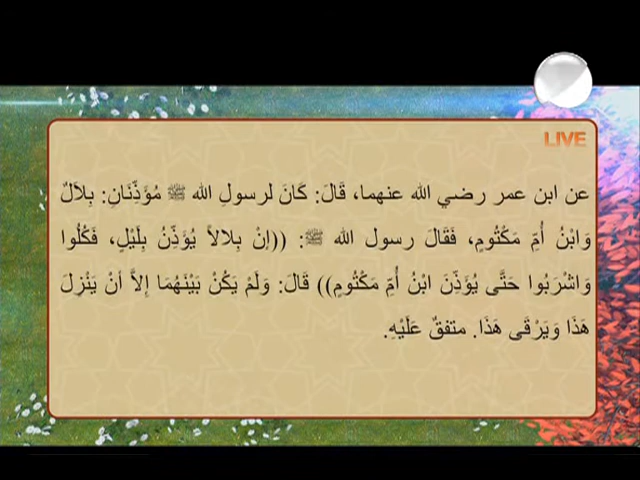 LIVE
عن ابن عمر رضي الله عنهما، قَالَ: كَانَ لرسولِ الله ﷺ مُؤَذِّنَانِ: بِلاَلٌ
وَابْنُ أُمِّ مَكْتُومٍ، فَقَالَ رسول الله ﷺ: ((إنْ بِلالاً يُؤَذِّنُ بِلَيْلٍ، فَكُلُوا
وَاشْرَبُوا حَتَّى يُؤَذِّنَ ابْنُ أُمِّ مَكْتُومٍ)) قَالَ: وَلَمْ يَكُنْ بَيْنَهُمَا إِلاَّ أنْ يَنْزِلَ
هَذَا وَيَرْقَى هَذَا. متفقٌ عَلَيْهِ.